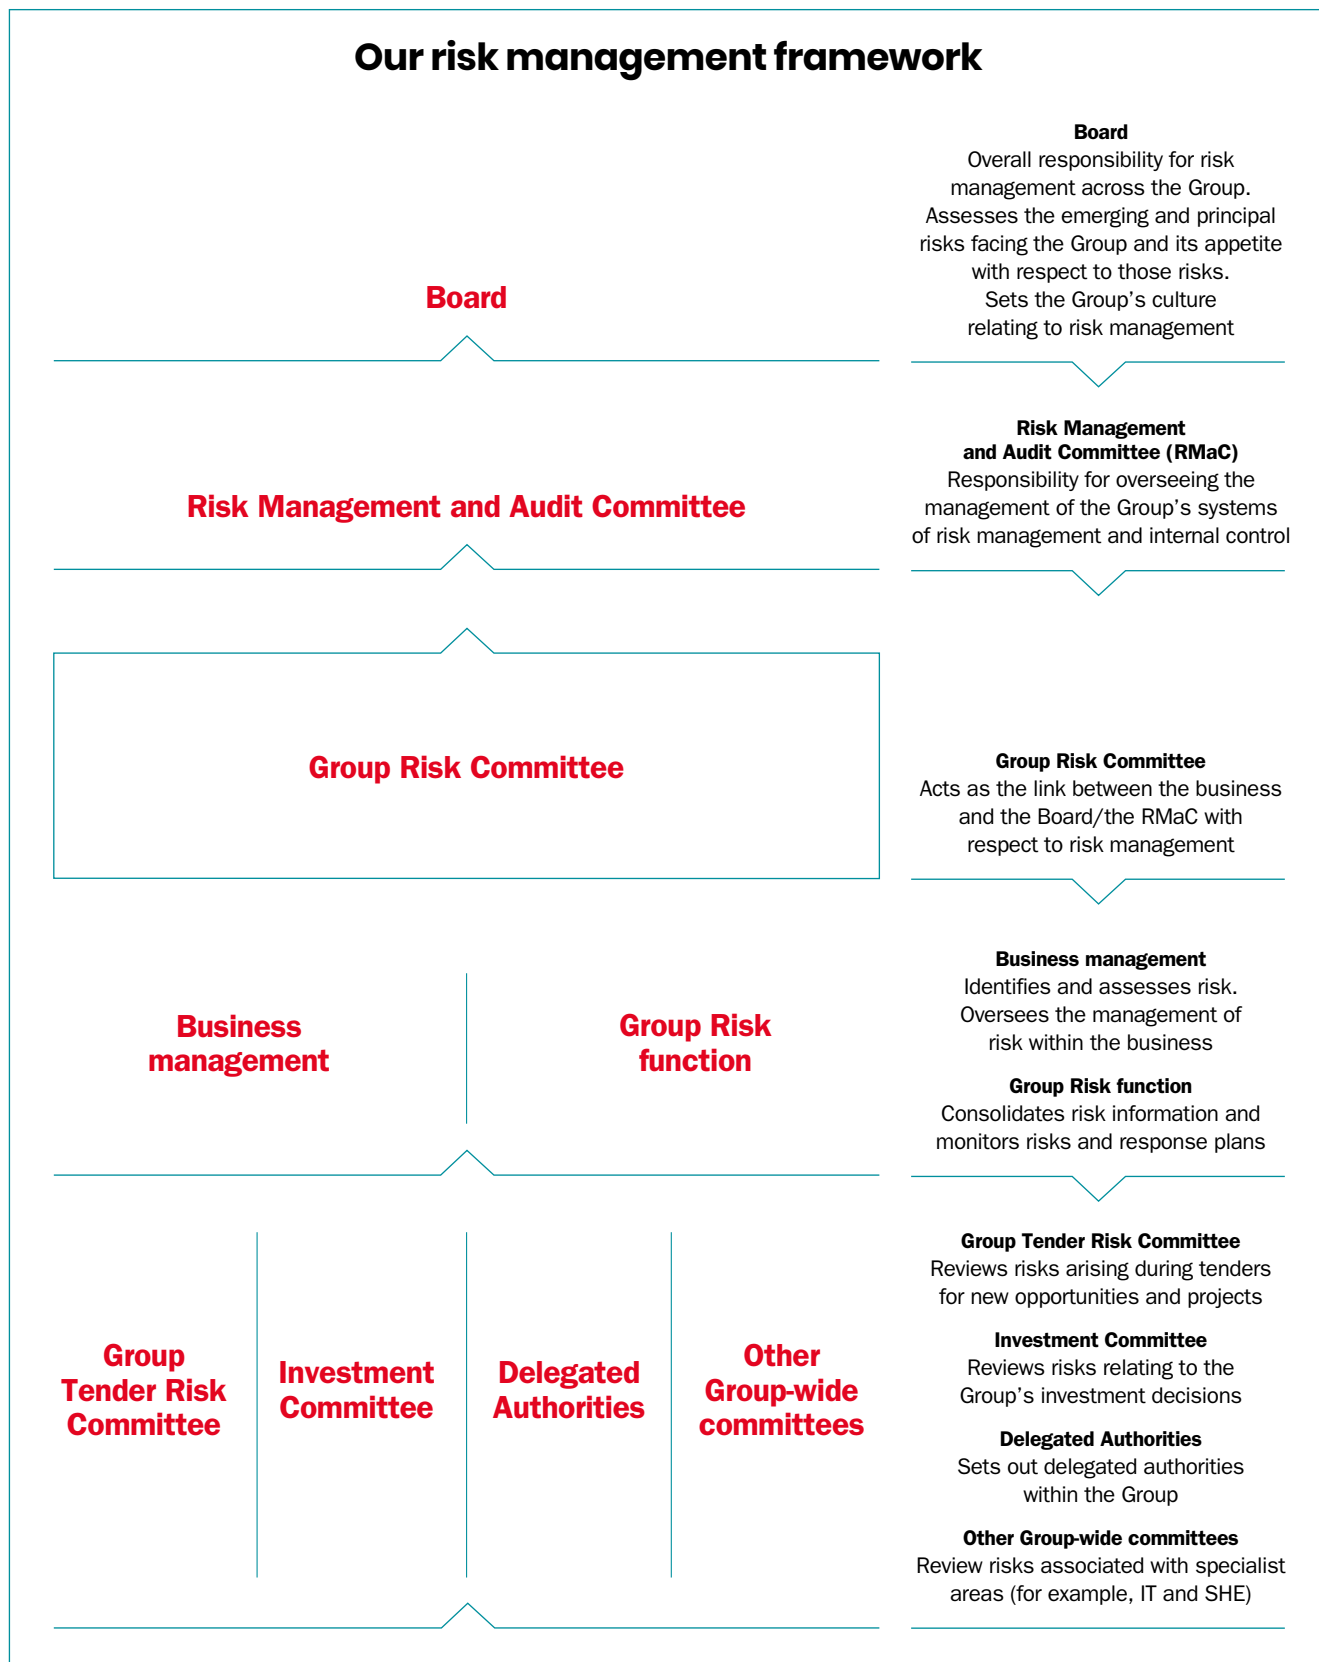 Our risk management framework
Board
Risk Management and Audit Committee
Group Risk Committee
Business
management
Group Risk
function
Group
Tender Risk
Committee
Investment
Committee
Delegated
Authorities
Other
Group-wide
committees
Board
Overall responsibility for risk
management across the Group.
Assesses the emerging and principal
risks facing the Group and its appetite
with respect to those risks.
Sets the Group’s culture
relating to risk management
Risk Management
and Audit Committee (RMaC)
Responsibility for overseeing the
management of the Group’s systems
of risk management and internal control
Group Risk Committee
Acts as the link between the business
and the Board/the RMaC with
respect to risk management
Business management
Identifies and assesses risk.
Oversees the management of
risk within the business
Group Risk function
Consolidates risk information and
monitors risks and response plans
Group Tender Risk Committee
Reviews risks arising during tenders
for new opportunities and projects
Investment Committee
Reviews risks relating to the
Group’s investment decisions
Delegated Authorities
Sets out delegated authorities
within the Group
Other Group-wide committees
Review risks associated with specialist
areas (for example, IT and SHE)